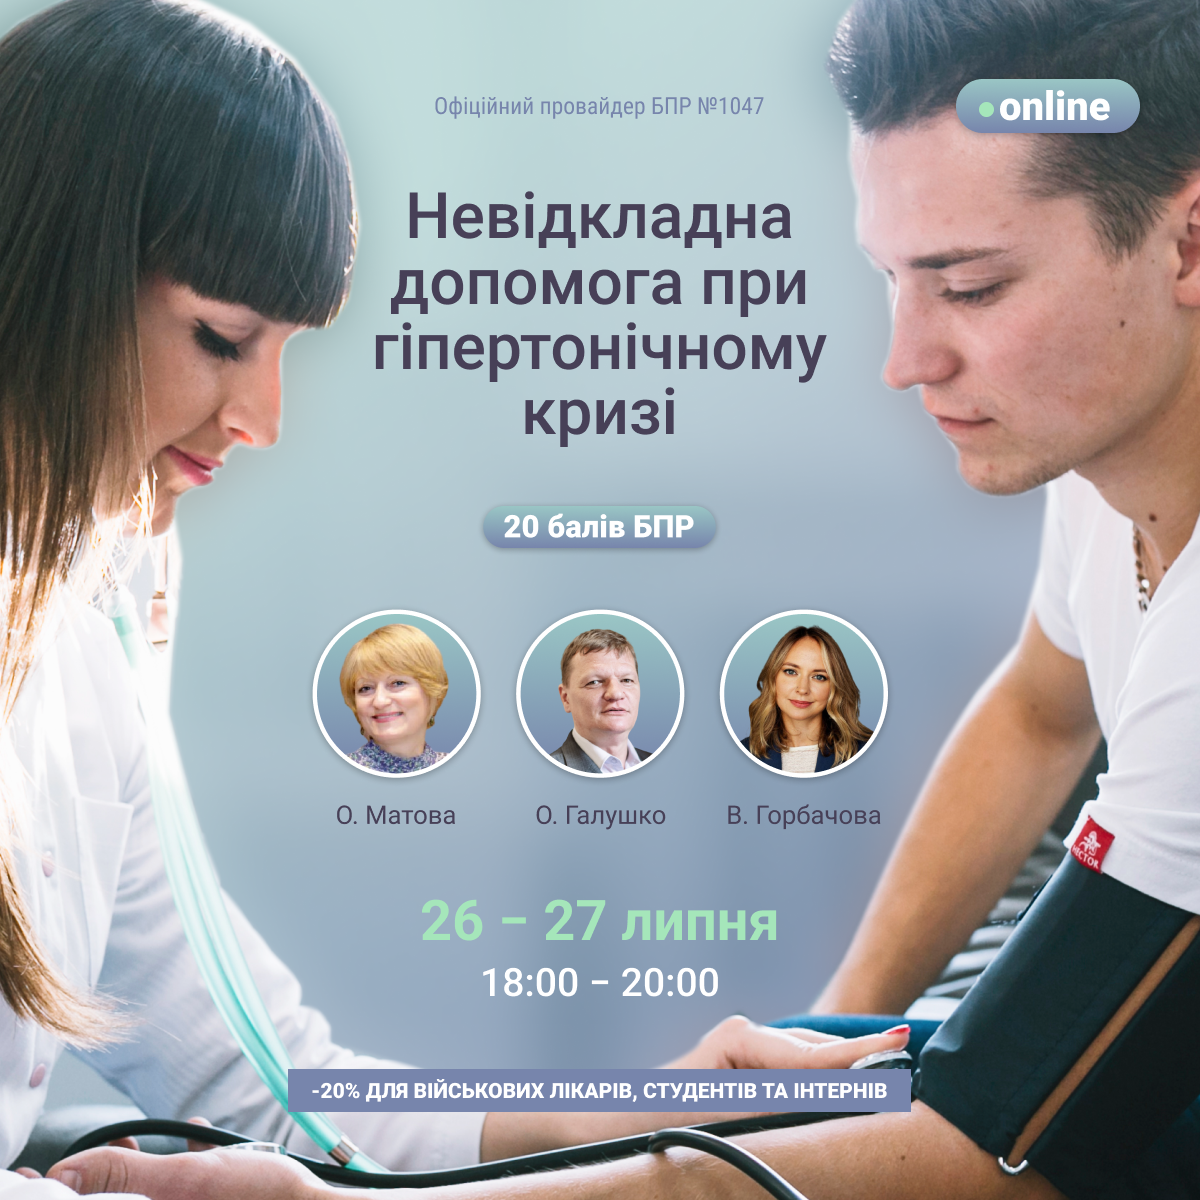 Офіційний провайдер БПР №1047
online
Невідкладна
допомога при
гіпертонічному
кризі
20 балів БПР
О. Матова
О. Галушко
В. Горбачова
26 – 27 липня
18:00 – 20:00
HECTOR
-20% ДЛЯ ВІЙСЬКОВИХ ЛІКАРІВ, СТУДЕНТІВ ТА ІНТЕРНІВ